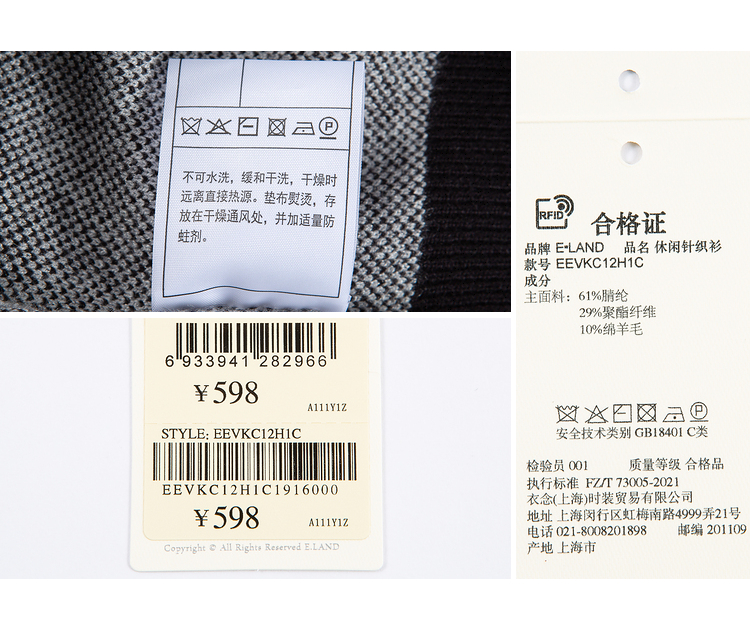 不可水洗，缓和干洗，干燥时
远离直接热源。垫布熨烫，存
放在干燥通风处，并加适量防
蛀剂。
6 933941 282966
￥598
A111Y1Z
STYLE: EEVKC12H1C
EEVKC12H1C1916000
￥598
A111Y1Z
Copyright © All Rights Reserved E.LAND
RFID
合格证
品牌 E•LAND 品名 休闲针织衫
款号 EEVKC12H1C
成分
主面料：61%腈纶
29%聚酯纤维
10%绵羊毛
安全技术类别 GB18401 C类
检验员 001 质量等级 合格品
执行标准 FZ/T 73005-2021
衣念(上海)时装贸易有限公司
地址 上海闵行区虹梅南路4999弄21号
电话 021-8008201898 邮编 201109
产地 上海市